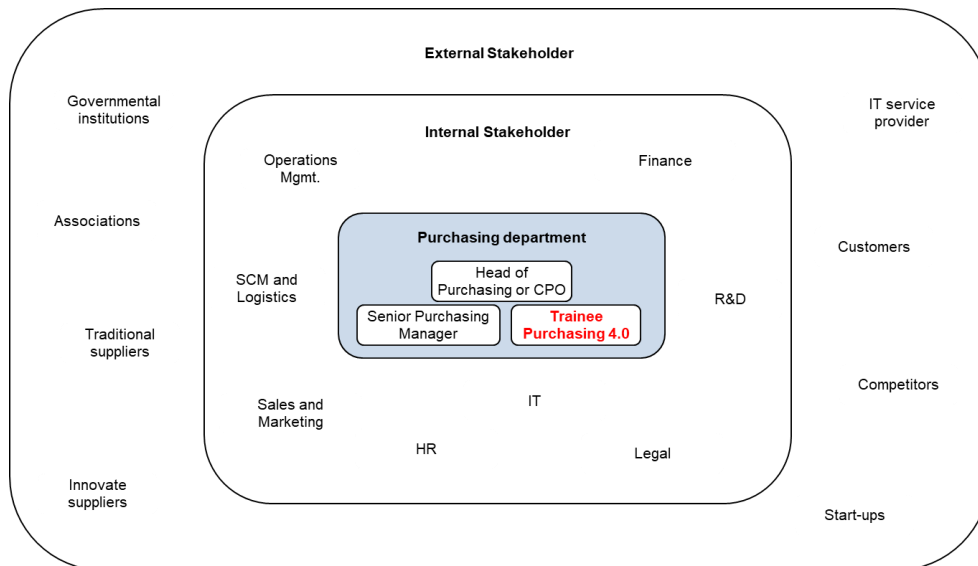 External Stakeholder
Governmental
institutions
IT service
provider
Internal Stakeholder
Operations
Mgmt.
Finance
Associations
Purchasing department
Customers
Head of
Purchasing or CPO
SCM and
Logistics
R&D
Senior Purchasing
Manager
Trainee
Purchasing 4.0
Traditional
suppliers
Competitors
Sales and
Marketing
IT
HR
Legal
Innovate
suppliers
Start-ups